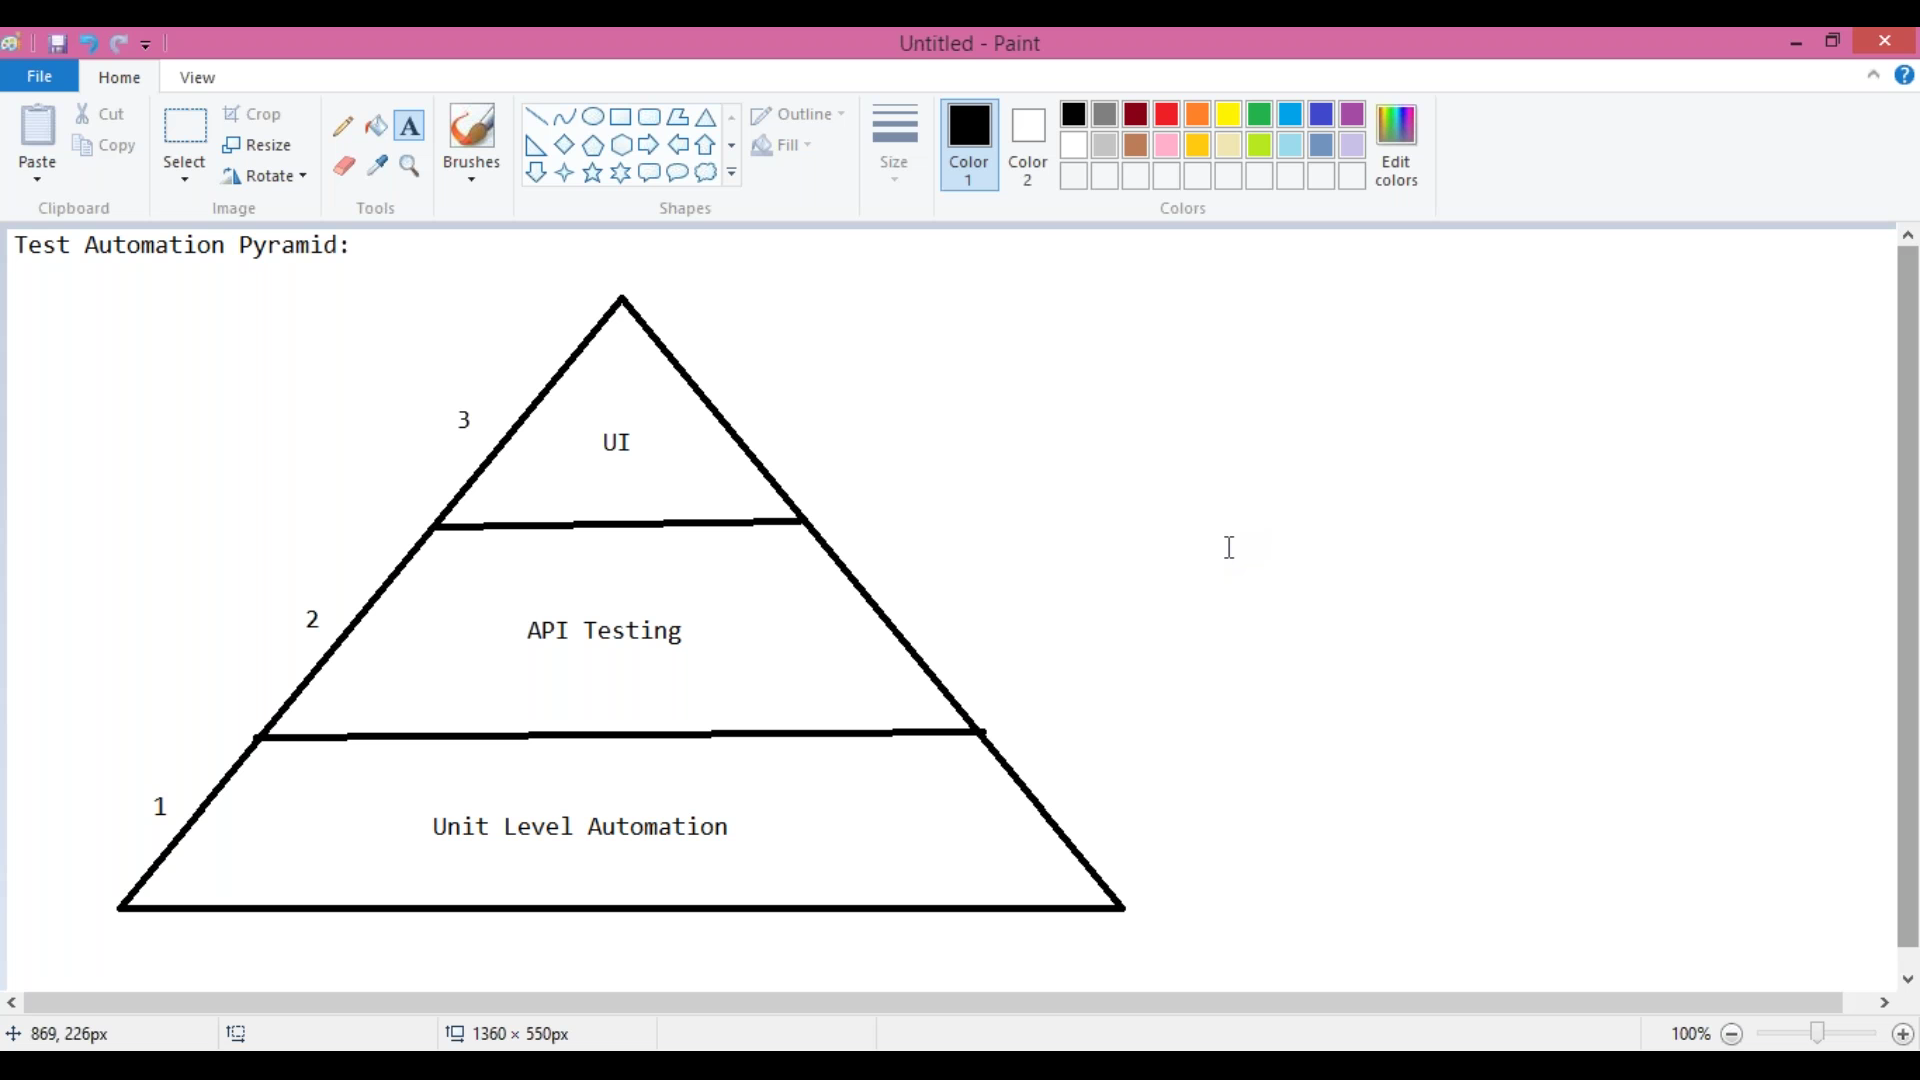 Untitled - Paint
File Home View
Paste
Cut
Copy
Clipboard
Select
Crop
Resize
Rotate
Image
A
Tools
Brushes
Shapes
Outline
Fill
Size
Color 1
Color 2
Edit colors
Colors
Test Automation Pyramid:
3
UI
2
API Testing
1
Unit Level Automation
869, 226px
1360 × 550px
100%